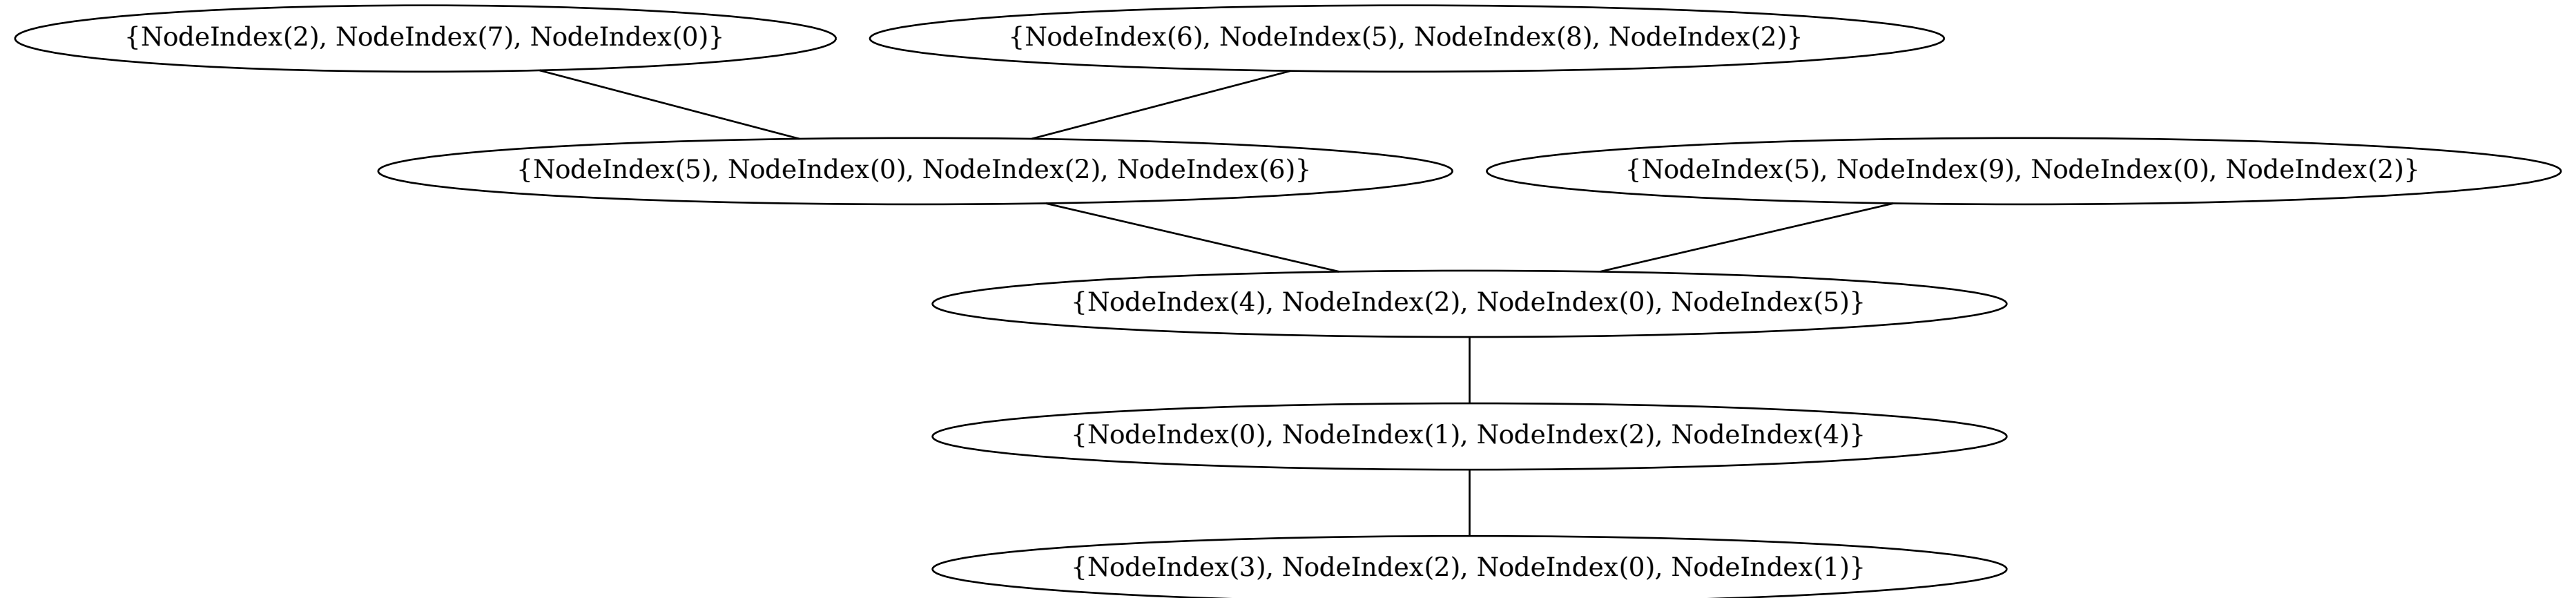 {NodeIndex(2), NodeIndex(7), NodeIndex(0)}
{NodeIndex(6), NodeIndex(5), NodeIndex(8), NodeIndex(2)}
{NodeIndex(5), NodeIndex(0), NodeIndex(2), NodeIndex(6)}
{NodeIndex(5), NodeIndex(9), NodeIndex(0), NodeIndex(2)}
{NodeIndex(4), NodeIndex(2), NodeIndex(0), NodeIndex(5)}
{NodeIndex(0), NodeIndex(1), NodeIndex(2), NodeIndex(4)}
{NodeIndex(3), NodeIndex(2), NodeIndex(0), NodeIndex(1)}